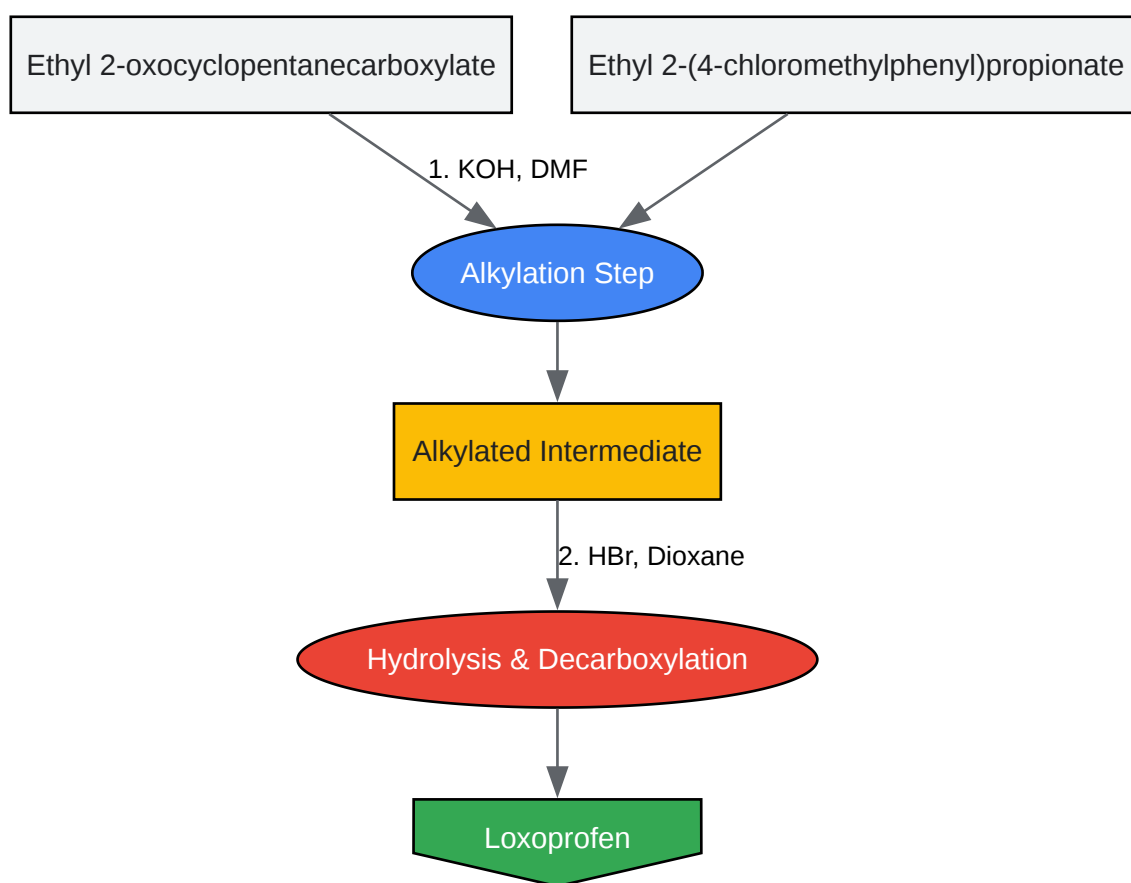 Ethyl 2-oxocyclopentanecarboxylate
Ethyl 2-(4-chloromethylphenyl)propionate
1. KOH, DMF
Alkylation Step
Alkylated Intermediate
2. HBr, Dioxane
Hydrolysis & Decarboxylation
Loxoprofen